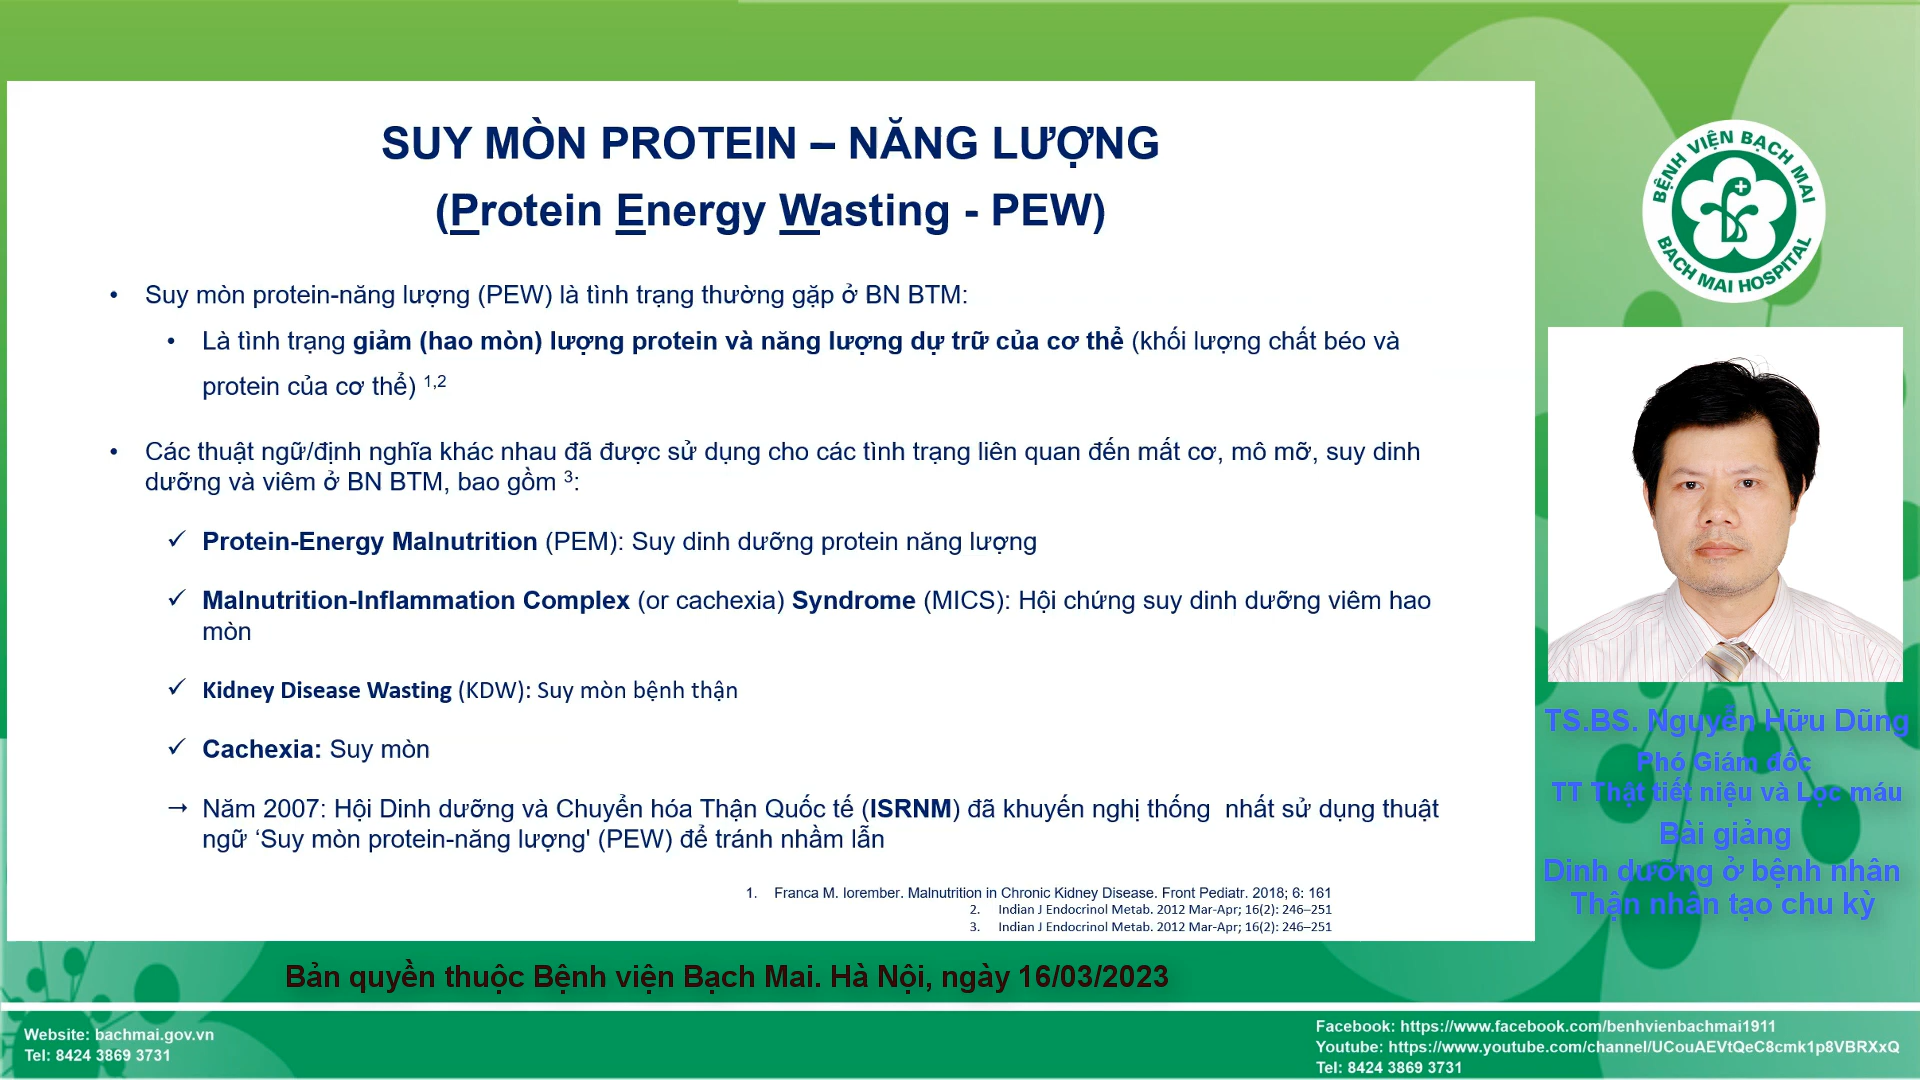 SUY MÒN PROTEIN – NĂNG LƯỢNG
(Protein Energy Wasting - PEW)
• Suy mòn protein-năng lượng (PEW) là tình trạng thường gặp ở BN BTM:
• Là tình trạng giảm (hao mòn) lượng protein và năng lượng dự trữ của cơ thể (khối lượng chất béo và
protein của cơ thể) 1,2
• Các thuật ngữ/định nghĩa khác nhau đã được sử dụng cho các tình trạng liên quan đến mất cơ, mô mỡ, suy dinh
dưỡng và viêm ở BN BTM, bao gồm 3:
✓ Protein-Energy Malnutrition (PEM): Suy dinh dưỡng protein năng lượng
✓ Malnutrition-Inflammation Complex (or cachexia) Syndrome (MICS): Hội chứng suy dinh dưỡng viêm hao
mòn
✓ Kidney Disease Wasting (KDW): Suy mòn bệnh thận
✓ Cachexia: Suy mòn
→ Năm 2007: Hội Dinh dưỡng và Chuyển hóa Thận Quốc tế (ISRNM) đã khuyến nghị thống nhất sử dụng thuật
ngữ ‘Suy mòn protein-năng lượng' (PEW) để tránh nhầm lẫn
1. Franca M. Iorember. Malnutrition in Chronic Kidney Disease. Front Pediatr. 2018; 6: 161
2. Indian J Endocrinol Metab. 2012 Mar-Apr; 16(2): 246–251
3. Indian J Endocrinol Metab. 2012 Mar-Apr; 16(2): 246–251
BỆNH VIỆN BẠCH MAI
BACH MAI HOSPITAL
TS.BS. Nguyễn Hữu Dũng
Phó Giám đốc
TT Thật tiết niệu và Lọc máu
Bài giảng
Dinh dưỡng ở bệnh nhân
Thận nhân tạo chu kỳ
Bản quyền thuộc Bệnh viện Bạch Mai. Hà Nội, ngày 16/03/2023
Website: bachmai.gov.vn
Tel: 8424 3869 3731
Facebook: https://www.facebook.com/benhvienbachmai1911
Youtube: https://www.youtube.com/channel/UCouAEVtQeC8cmk1p8VBRXxQ
Tel: 8424 3869 3731